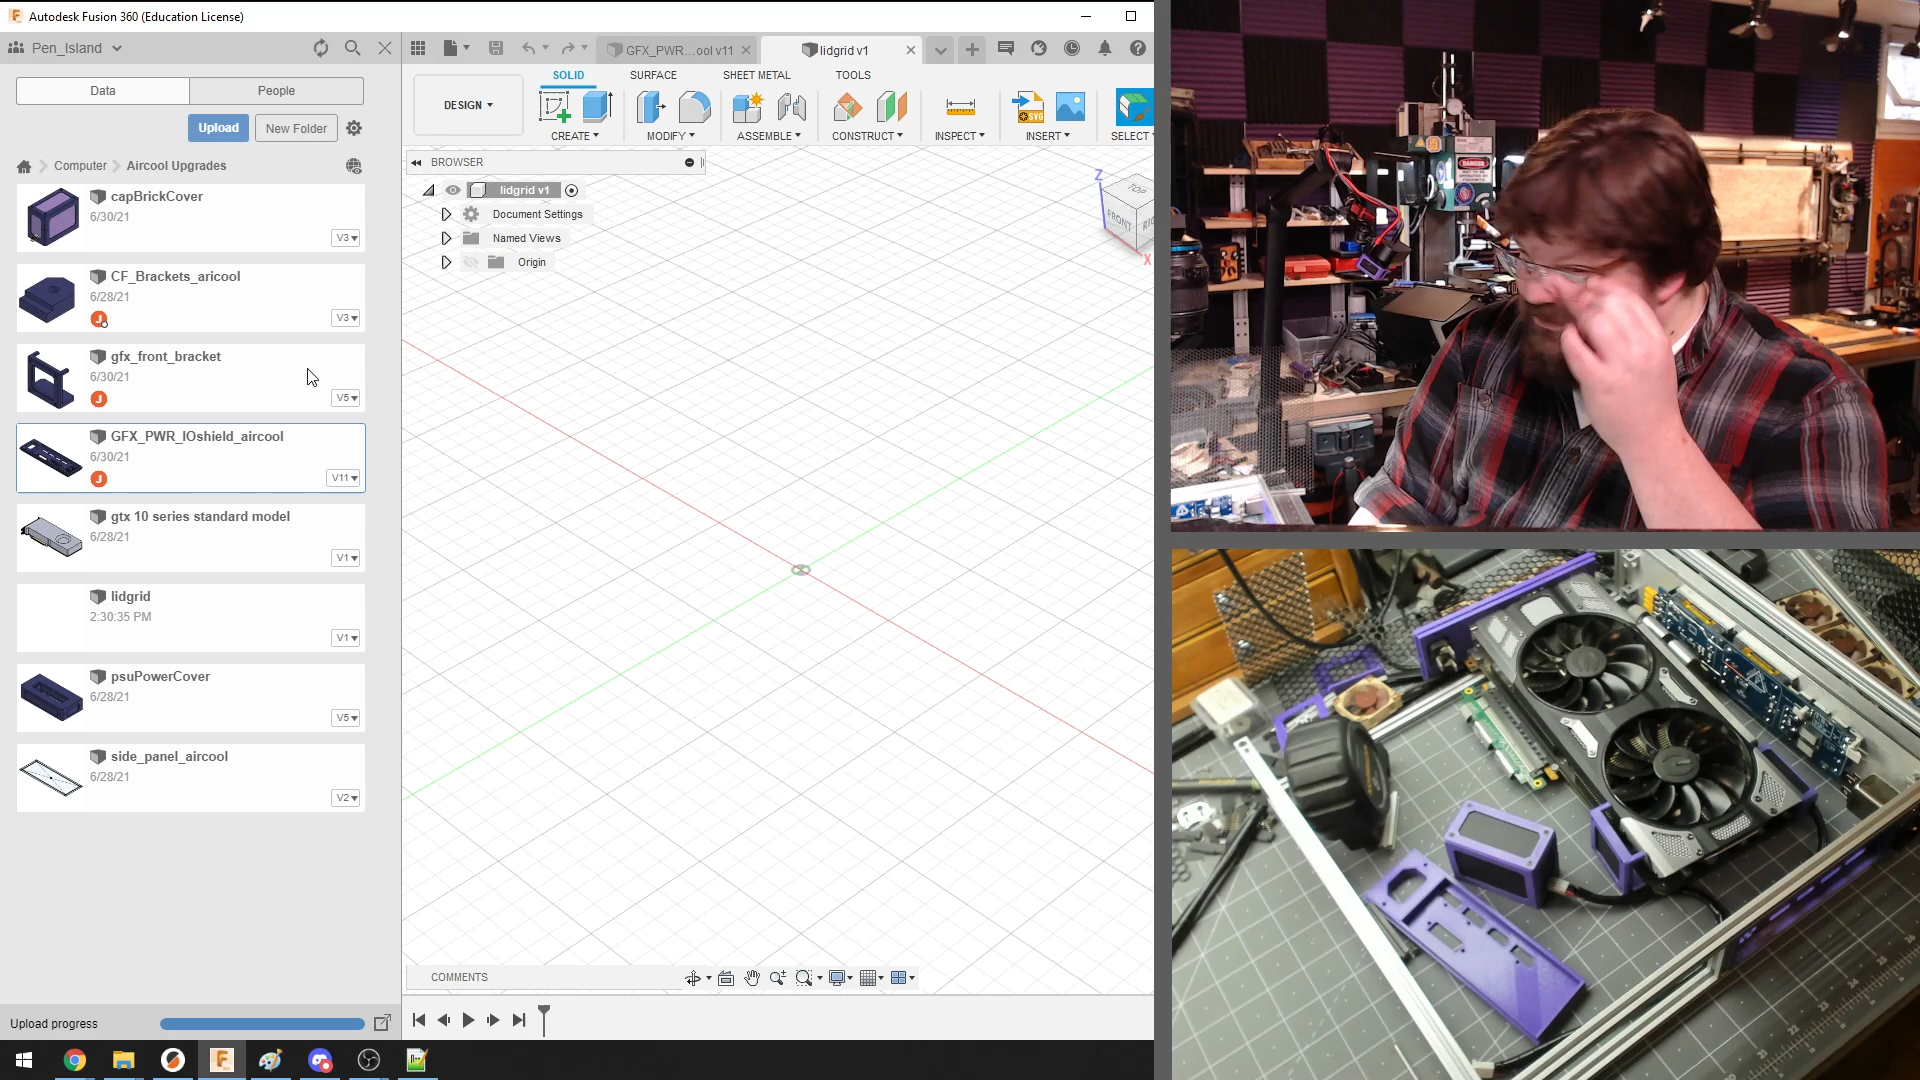 Autodesk Fusion 360 (Education License)
Pen_Island
GFX_PWR...ool v11
lidgrid v1
Data
People
Upload
New Folder
DESIGN
SOLID
SURFACE
SHEET METAL
TOOLS
CREATE
MODIFY
ASSEMBLE
CONSTRUCT
INSPECT
INSERT
SELECT
Computer
Aircool Upgrades
BROWSER
lidgrid v1
Document Settings
Named Views
Origin
Z
TOP
FRONT
X
capBrickCover
6/30/21
V3
CF_Brackets_aricool
6/28/21
V3
gfx_front_bracket
6/30/21
V5
GFX_PWR_IOshield_aircool
6/30/21
V11
gtx 10 series standard model
6/28/21
V1
lidgrid
2:30:35 PM
V1
psuPowerCover
6/28/21
V5
side_panel_aircool
6/28/21
V2
COMMENTS
Upload progress
DANGER